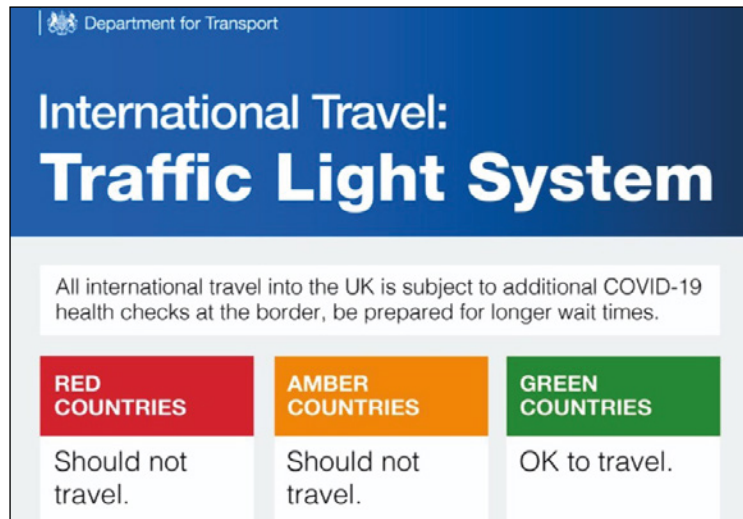 Department for Transport
International Travel:
Traffic Light System
All international travel into the UK is subject to additional COVID-19
health checks at the border, be prepared for longer wait times.
RED
COUNTRIES
AMBER
COUNTRIES
GREEN
COUNTRIES
Should not
travel.
Should not
travel.
OK to travel.